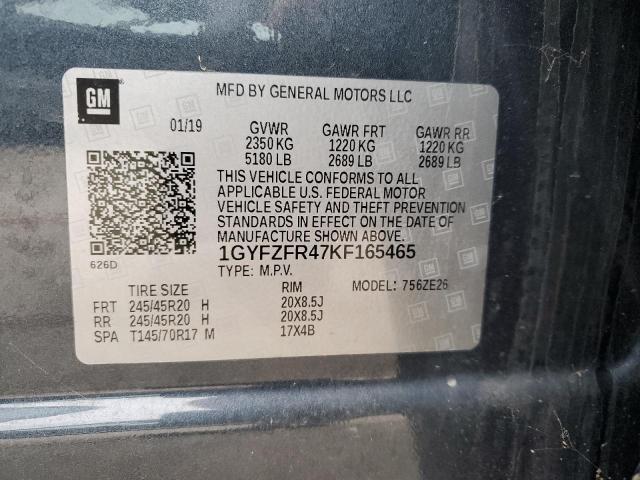 GM
MFD BY GENERAL MOTORS LLC
01/19 GVWR GAWR FRT GAWR RR
2350 KG 1220 KG 1220 KG
5180 LB 2689 LB 2689 LB
THIS VEHICLE CONFORMS TO ALL
APPLICABLE U.S. FEDERAL MOTOR
VEHICLE SAFETY AND THEFT PREVENTION
STANDARDS IN EFFECT ON THE DATE OF
MANUFACTURE SHOWN ABOVE.
626D 1GYFZFR47KF165465
TYPE: M.P.V. MODEL: 756ZE26
TIRE SIZE RIM
FRT 245/45R20 H 20X8.5J
RR 245/45R20 H 20X8.5J
SPA T145/70R17 M 17X4B